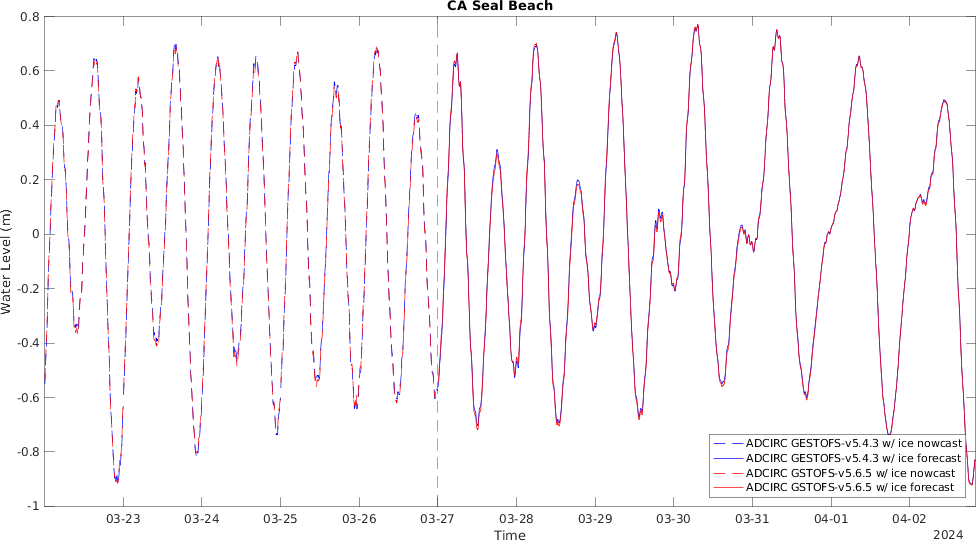 CA Seal Beach
0.8
0.6
0.4
0.2
0
-0.2
-0.4
-0.6
-0.8
-1
Water Level (m)
03-23 03-24 03-25 03-26 03-27 03-28 03-29 03-30 03-31 04-01 04-02
Time
2024
ADCIRC GESTOFS-v5.4.3 w/ ice nowcast
ADCIRC GESTOFS-v5.4.3 w/ ice forecast
ADCIRC GSTOFS-v5.6.5 w/ ice nowcast
ADCIRC GSTOFS-v5.6.5 w/ ice forecast